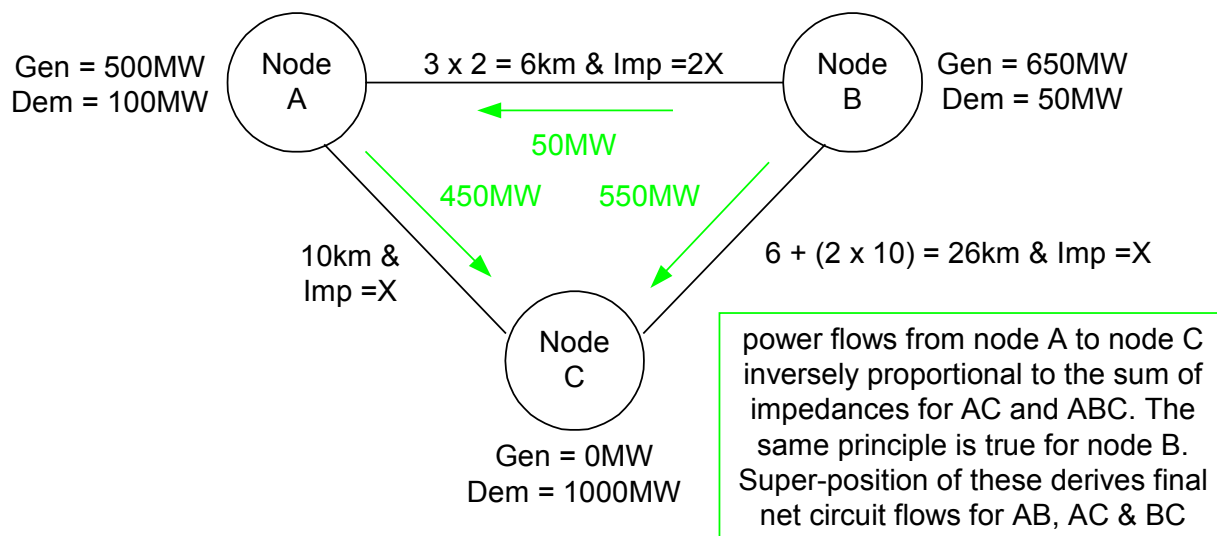 Gen = 500MW
Dem = 100MW
Node
A
3 x 2 = 6km & Imp =2X
Node
B
Gen = 650MW
Dem = 50MW
50MW
450MW
550MW
10km &
Imp =X
6 + (2 x 10) = 26km & Imp =X
Node
C
Gen = 0MW
Dem = 1000MW
power flows from node A to node C
inversely proportional to the sum of
impedances for AC and ABC. The
same principle is true for node B.
Super-position of these derives final
net circuit flows for AB, AC & BC